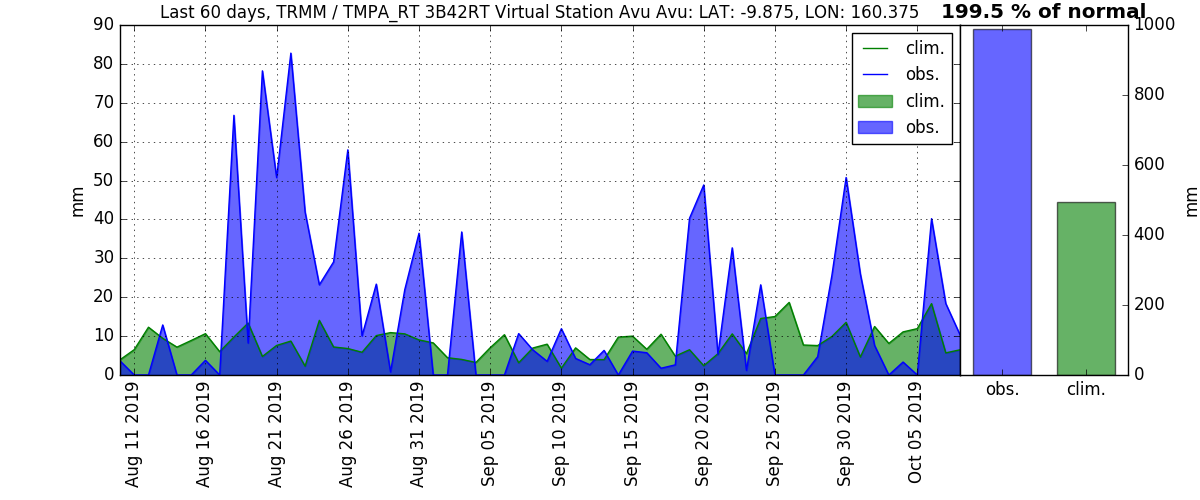 Last 60 days, TRMM / TMPA_RT 3B42RT Virtual Station Avu Avu: LAT: -9.875, LON: 160.375
199.5 % of normal
90
80
70
60
50
40
30
20
10
0
mm
clim.
obs.
clim.
obs.
Aug 11 2019
Aug 16 2019
Aug 21 2019
Aug 26 2019
Aug 31 2019
Sep 05 2019
Sep 10 2019
Sep 15 2019
Sep 20 2019
Sep 25 2019
Sep 30 2019
Oct 05 2019
1000
800
600
400
200
0
mm
obs.
clim.